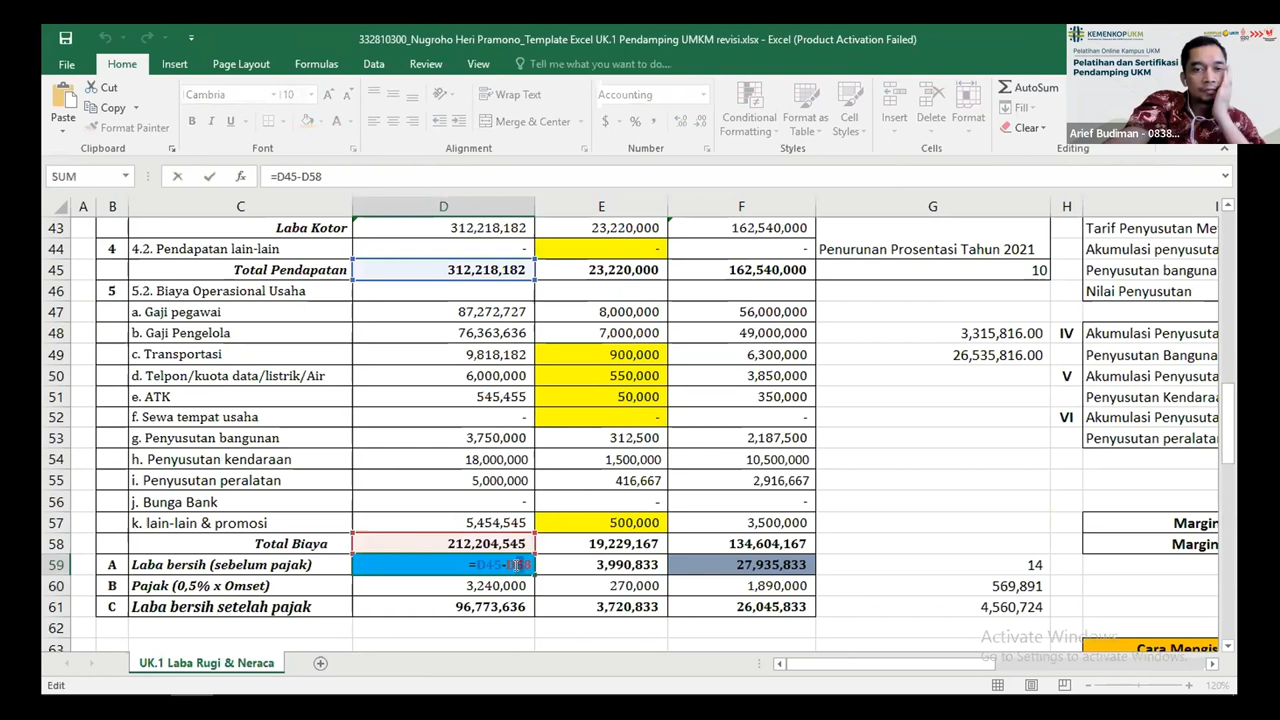 332810300_Nugroho Heri Pramono_Template Excel UK.1 Pendamping UMKM revisi.xlsx - Excel (Product Activation Failed)
KEMENKOPUKM
Pelatihan Online Kampus UKM
Pelatihan dan Sertifikasi
Pendamping UKM
Arief Budiman - 0838...
File Home Insert Page Layout Formulas Data Review View Tell me what you want to do...
Paste
Cut
Copy
Format Painter
Cambria 10
B I U
Wrap Text
Merge & Center
Accounting
$ % ,
Conditional Formatting
Format as Table
Cell Styles
Insert Delete Format
AutoSum
Fill
Clear
Clipboard Font Alignment Number Styles Cells Editing
SUM =D45-D58
A B C D E F G H I
43 Laba Kotor 312,218,182 23,220,000 162,540,000 Tarif Penyusutan Me
44 4 4.2. Pendapatan lain-lain - - - Penurunan Prosentasi Tahun 2021 Akumulasi penyusuta
45 Total Pendapatan 312,218,182 23,220,000 162,540,000 10 Penyusutan banguna
46 5 5.2. Biaya Operasional Usaha Nilai Penyusutan
47 a. Gaji pegawai 87,272,727 8,000,000 56,000,000
48 b. Gaji Pengelola 76,363,636 7,000,000 49,000,000 3,315,816.00 IV Akumulasi Penyusuta
49 c. Transportasi 9,818,182 900,000 6,300,000 26,535,816.00 Penyusutan Banguna
50 d. Telpon/kuota data/listrik/Air 6,000,000 550,000 3,850,000 V Akumulasi Penyusuta
51 e. ATK 545,455 50,000 350,000 Penyusutan Kendaraa
52 f. Sewa tempat usaha - - - VI Akumulasi Penyusuta
53 g. Penyusutan bangunan 3,750,000 312,500 2,187,500 Penyusutan peralatan
54 h. Penyusutan kendaraan 18,000,000 1,500,000 10,500,000
55 i. Penyusutan peralatan 5,000,000 416,667 2,916,667
56 j. Bunga Bank - - -
57 k. lain-lain & promosi 5,454,545 500,000 3,500,000 Margin
58 Total Biaya 212,204,545 19,229,167 134,604,167 Margin
59 A Laba bersih (sebelum pajak) =D45-D58 3,990,833 27,935,833 14
60 B Pajak (0,5% x Omset) 3,240,000 270,000 1,890,000 569,891
61 C Laba bersih setelah pajak 96,773,636 3,720,833 26,045,833 4,560,724
62
63 Cara Mengis
Activate Windows
Go to Settings to activate Windows.
UK.1 Laba Rugi & Neraca
Edit 120%